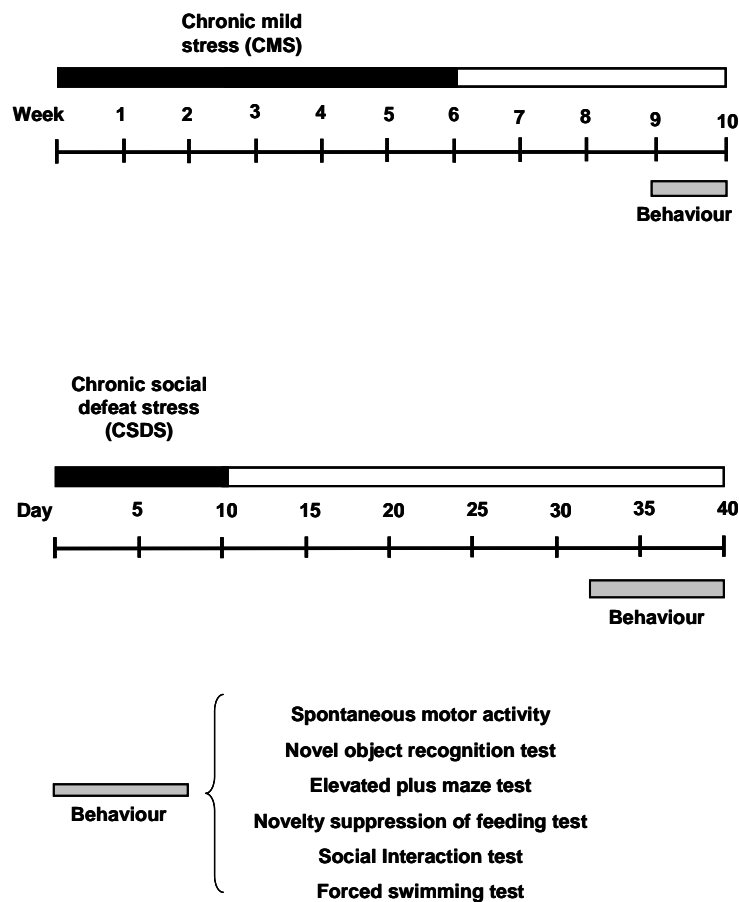 Chronic mild
stress (CMS)
Week 1 2 3 4 5 6 7 8 9 10
Behaviour
Chronic social
defeat stress
(CSDS)
Day 5 10 15 20 25 30 35 40
Behaviour
Spontaneous motor activity
Novel object recognition test
Elevated plus maze test
Behaviour
Novelty suppression of feeding test
Social Interaction test
Forced swimming test